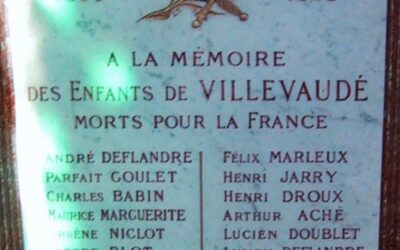 A LA MÉMOIRE
DES ENFANTS DE VILLEVAUDÉ
MORTS POUR LA FRANCE
ANDRÉ DEFLANDRE
PARFAIT GOULET
CHARLES BABIN
MAURICE MARGUERITE
NICLOT
FÉLIX MARLEUX
HENRI JARRY
HENRI DROUX
ARTHUR ACHÉ
LUCIEN DOUBLET